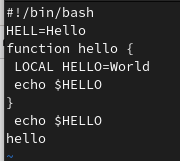 #!/bin/bash
HELL=Hello
function hello {
 LOCAL HELLO=World
 echo $HELLO
}
 echo $HELLO
hello
~